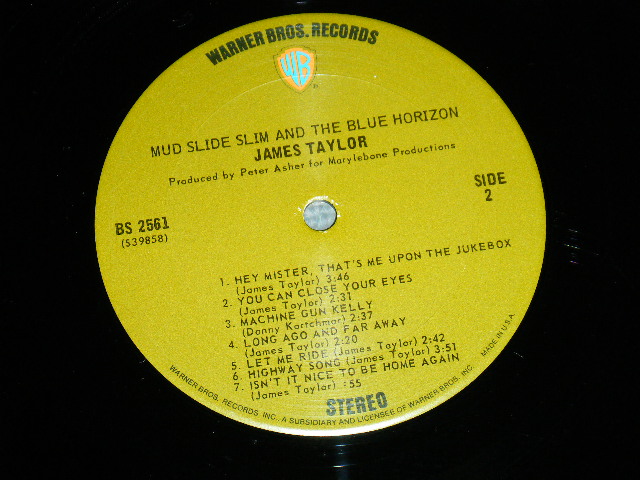 WARNER BROS. RECORDS
WB
MUD SLIDE SLIM AND THE BLUE HORIZON
JAMES TAYLOR
Produced by Peter Asher for Marylebone Productions
SIDE
2
BS 2561
(S39858)
1. HEY MISTER, THAT'S ME UPON THE JUKEBOX
(James Taylor) 3:46
2. YOU CAN CLOSE YOUR EYES
(James Taylor) 2:31
3. MACHINE GUN KELLY
(Danny Kortchmar) 2:37
4. LONG AGO AND FAR AWAY
(James Taylor) 2:20
5. LET ME RIDE (James Taylor) 2:42
6. HIGHWAY SONG (James Taylor) 3:51
7. ISN'T IT NICE TO BE HOME AGAIN
(James Taylor) :55
STEREO
WARNER BROS. RECORDS INC. A SUBSIDIARY AND LICENSEE OF WARNER BROS. INC. MADE IN U.S.A.